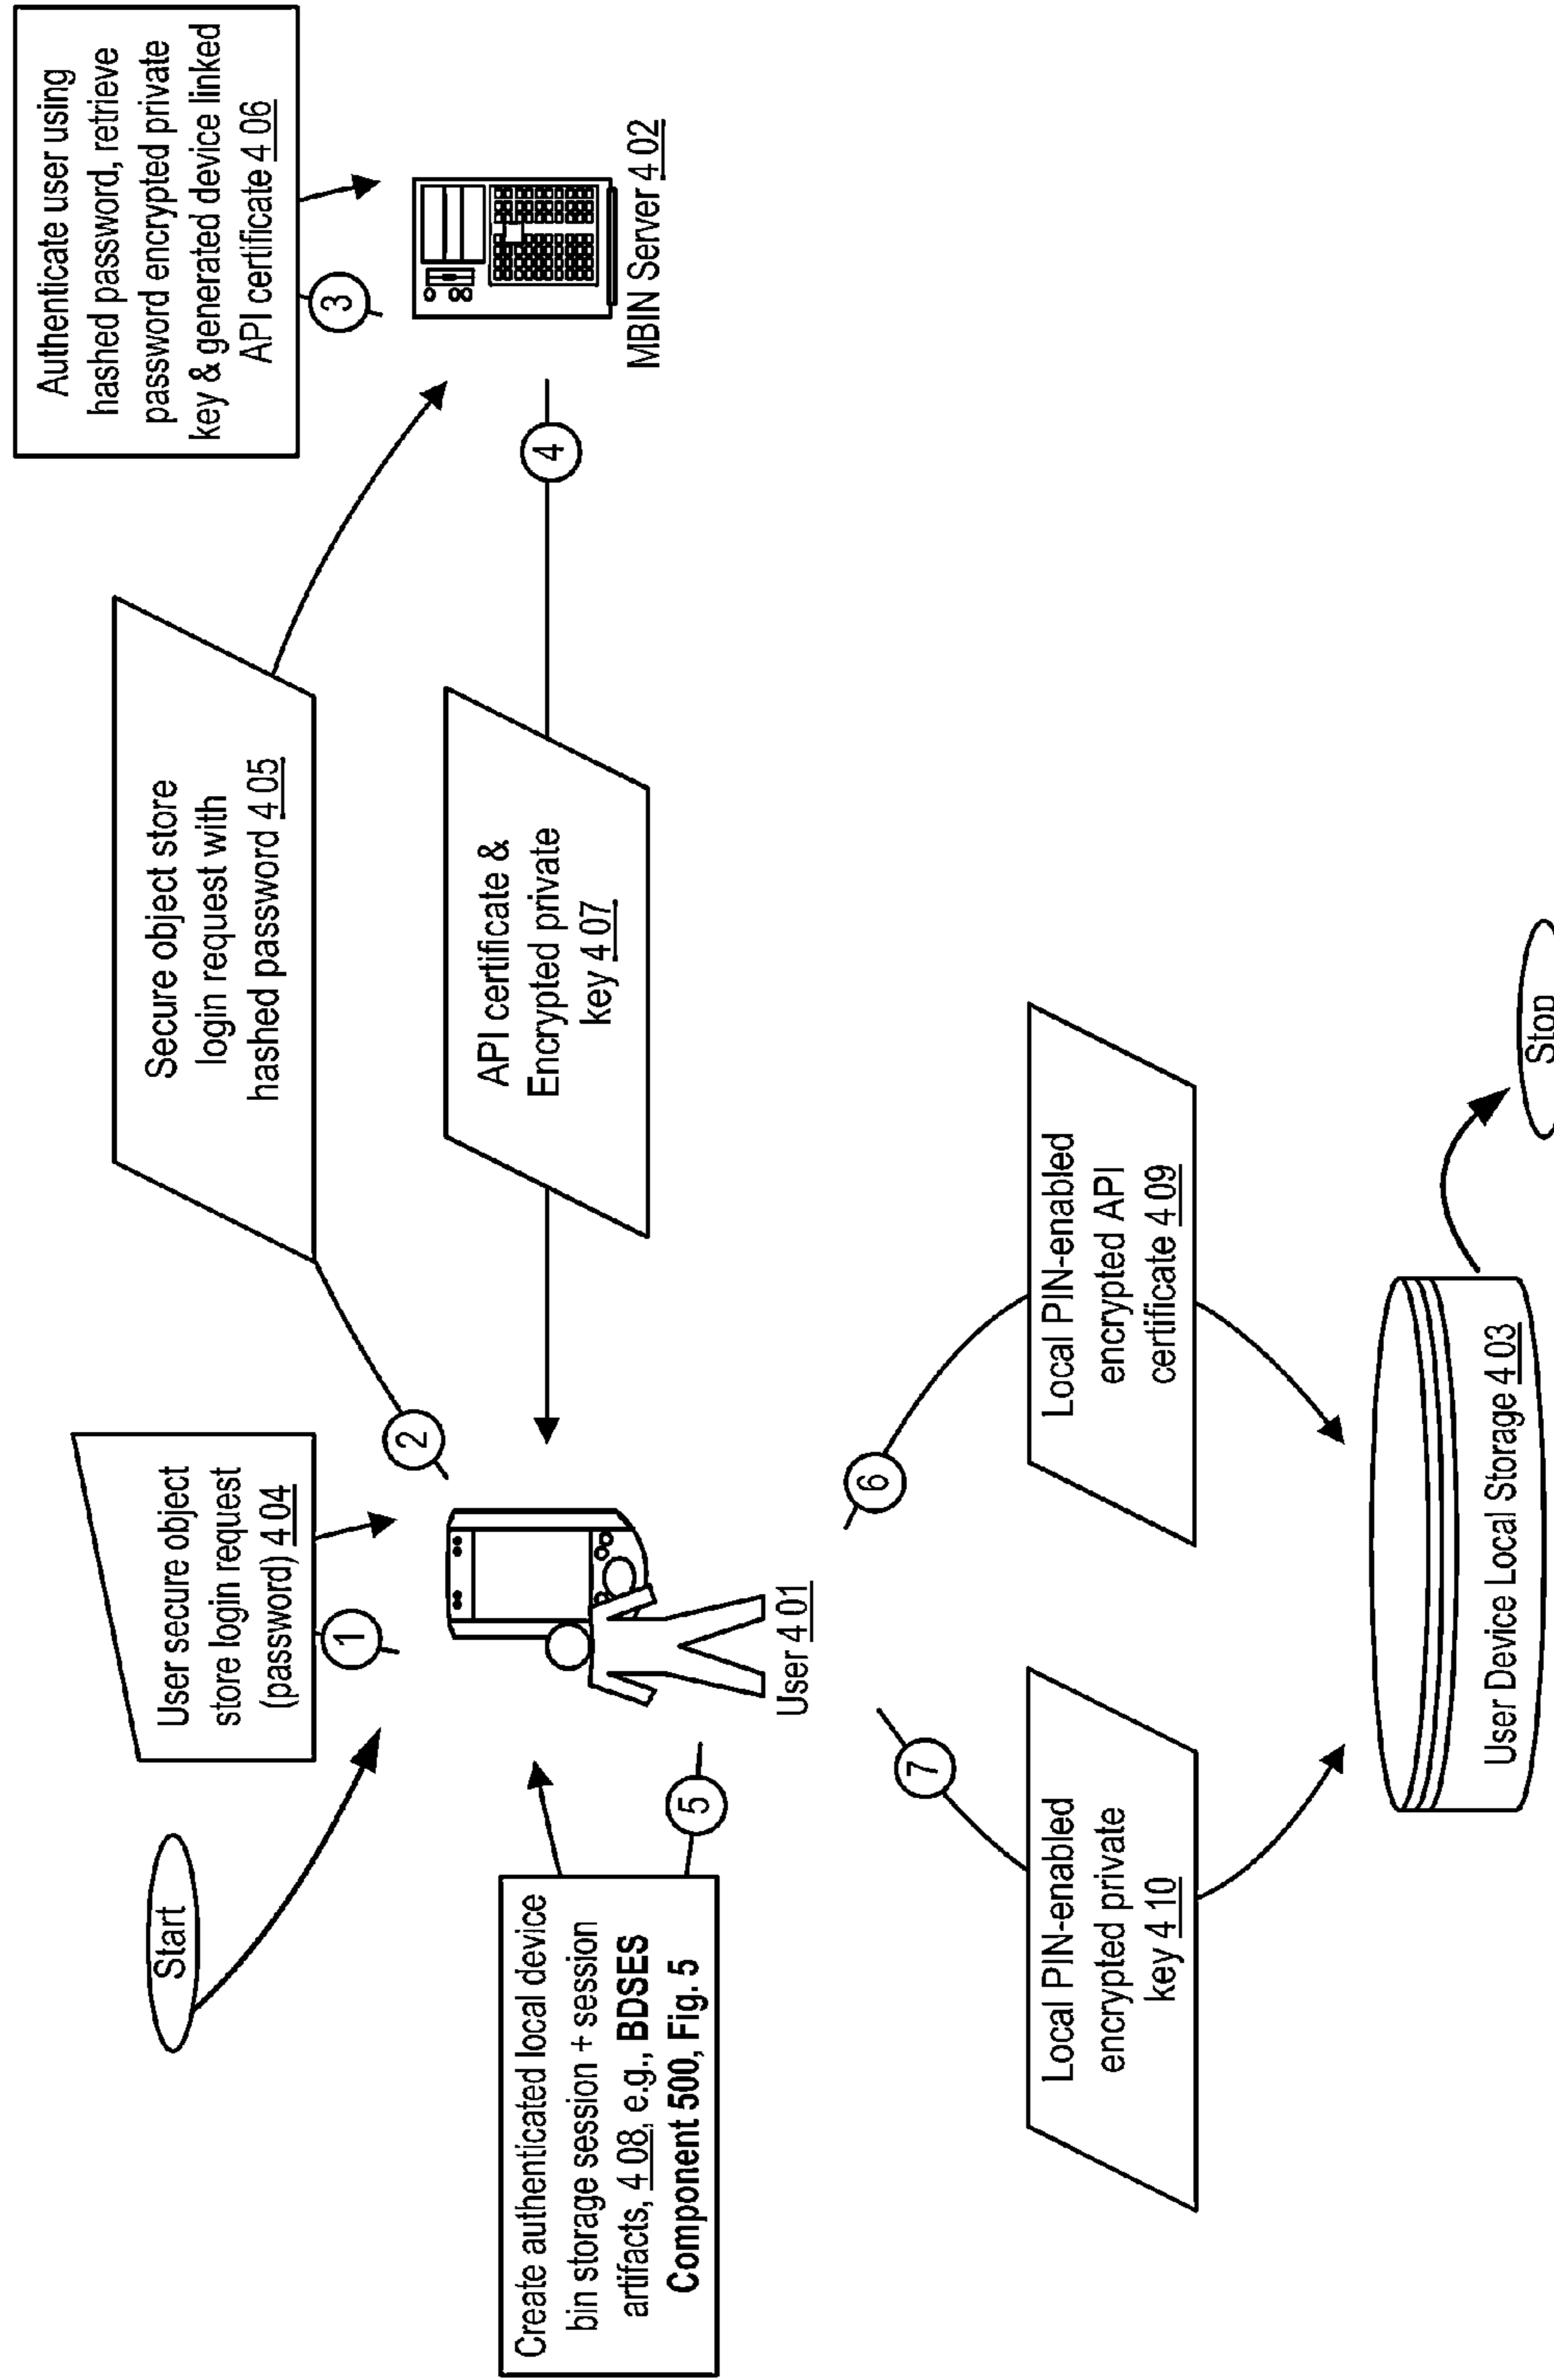 Start
User secure object
store login request
(password) 4 04
1
Secure object store
login request with
hashed password 4 05
2
Authenticate user using
hashed password, retrieve
password encrypted private
key & generated device linked
API certificate 4 06
3
MBIN Server 4 02
4
API certificate &
Encrypted private
key 4 07
User 4 01
Create authenticated local device
bin storage session + session
artifacts, 4 08, e.g., BDSES
Component 500, Fig. 5
5
6
Local PIN-enabled
encrypted API
certificate 4 09
7
Local PIN-enabled
encrypted private
key 4 10
User Device Local Storage 4 03
Stop